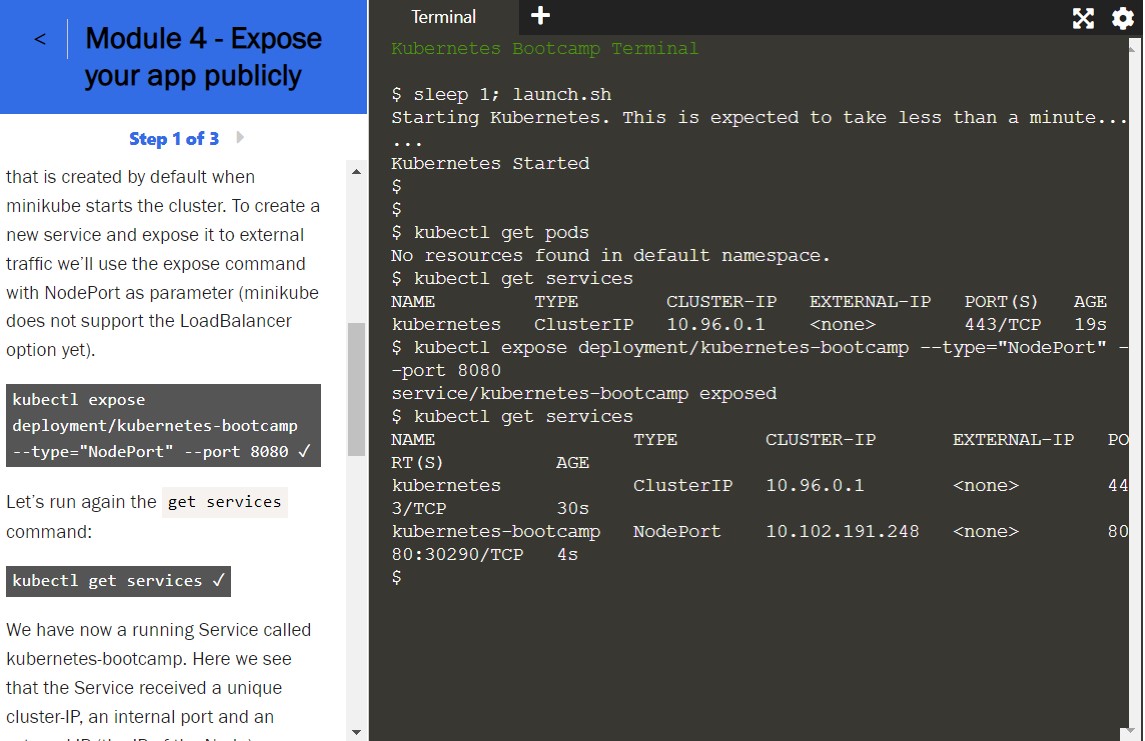 <
Module 4 - Expose
your app publicly
Step 1 of 3
that is created by default when
minikube starts the cluster. To create a
new service and expose it to external
traffic we’ll use the expose command
with NodePort as parameter (minikube
does not support the LoadBalancer
option yet).
kubectl expose
deployment/kubernetes-bootcamp
--type="NodePort" --port 8080 ✓
Let’s run again the get services
command:
kubectl get services ✓
We have now a running Service called
kubernetes-bootcamp. Here we see
that the Service received a unique
cluster-IP, an internal port and an
Terminal +
Kubernetes Bootcamp Terminal
$ sleep 1; launch.sh
Starting Kubernetes. This is expected to take less than a minute...
...
Kubernetes Started
$
$
$ kubectl get pods
No resources found in default namespace.
$ kubectl get services
NAME TYPE CLUSTER-IP EXTERNAL-IP PORT(S) AGE
kubernetes ClusterIP 10.96.0.1 <none> 443/TCP 19s
$ kubectl expose deployment/kubernetes-bootcamp --type="NodePort" -
-port 8080
service/kubernetes-bootcamp exposed
$ kubectl get services
NAME TYPE CLUSTER-IP EXTERNAL-IP PO
RT(S) AGE
kubernetes ClusterIP 10.96.0.1 <none> 44
3/TCP 30s
kubernetes-bootcamp NodePort 10.102.191.248 <none> 80
80:30290/TCP 4s
$